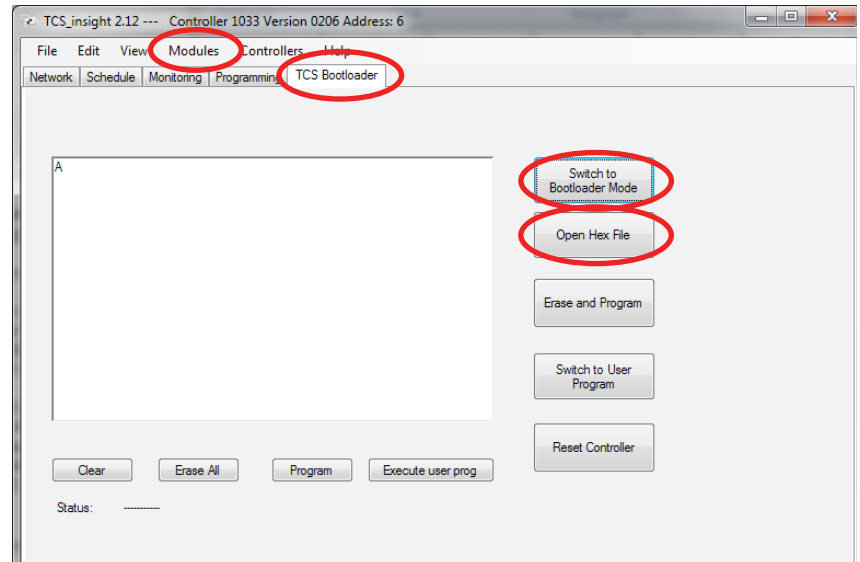 TCS_insight 2.12 --- Controller 1033 Version 0206 Address: 6
File Edit View Modules Controllers Help
Network Schedule Monitoring Programming TCS Bootloader
A
Switch to
Bootloader Mode
Open Hex File
Erase and Program
Switch to User
Program
Reset Controller
Clear Erase All Program Execute user prog
Status: -----------